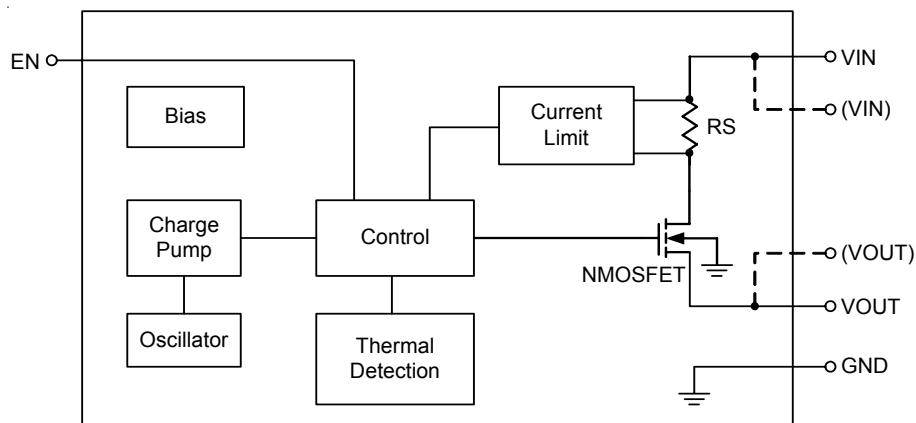 EN
VIN
Bias
Current
Limit
RS
(VIN)
Charge
Pump
Control
NMOSFET
(VOUT)
VOUT
Oscillator
Thermal
Detection
GND